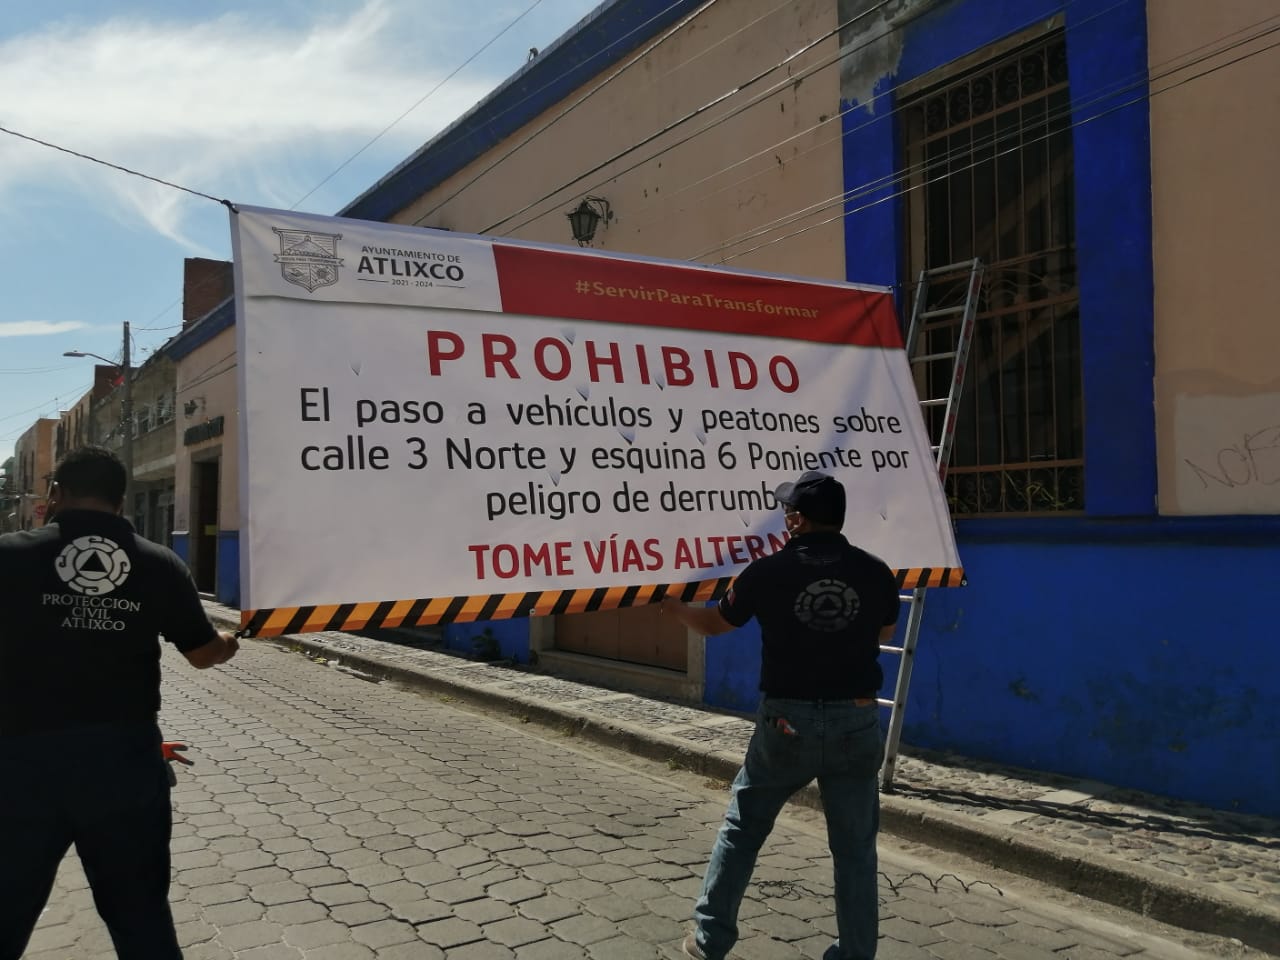 AYUNTAMIENTO DE
ATLIXCO
2021 - 2024
#ServirParaTransformar
PROHIBIDO
El paso a vehículos y peatones sobre
calle 3 Norte y esquina 6 Poniente por
peligro de derrumb
TOME VÍAS ALTERN
PROTECCION
CIVIL
ATLIXCO